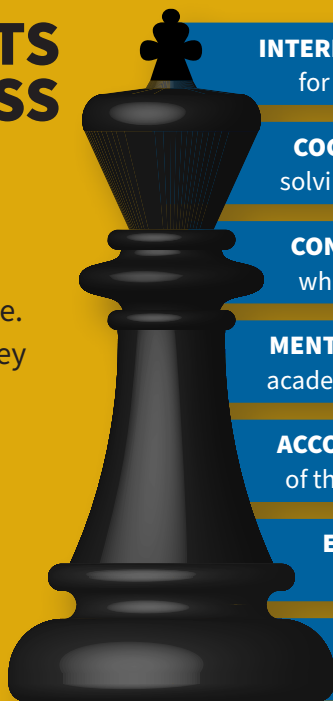 TS
SS
e.
ey
INTER
for
COG
solvi
CON
wh
MENT
acade
ACCO
of th
E